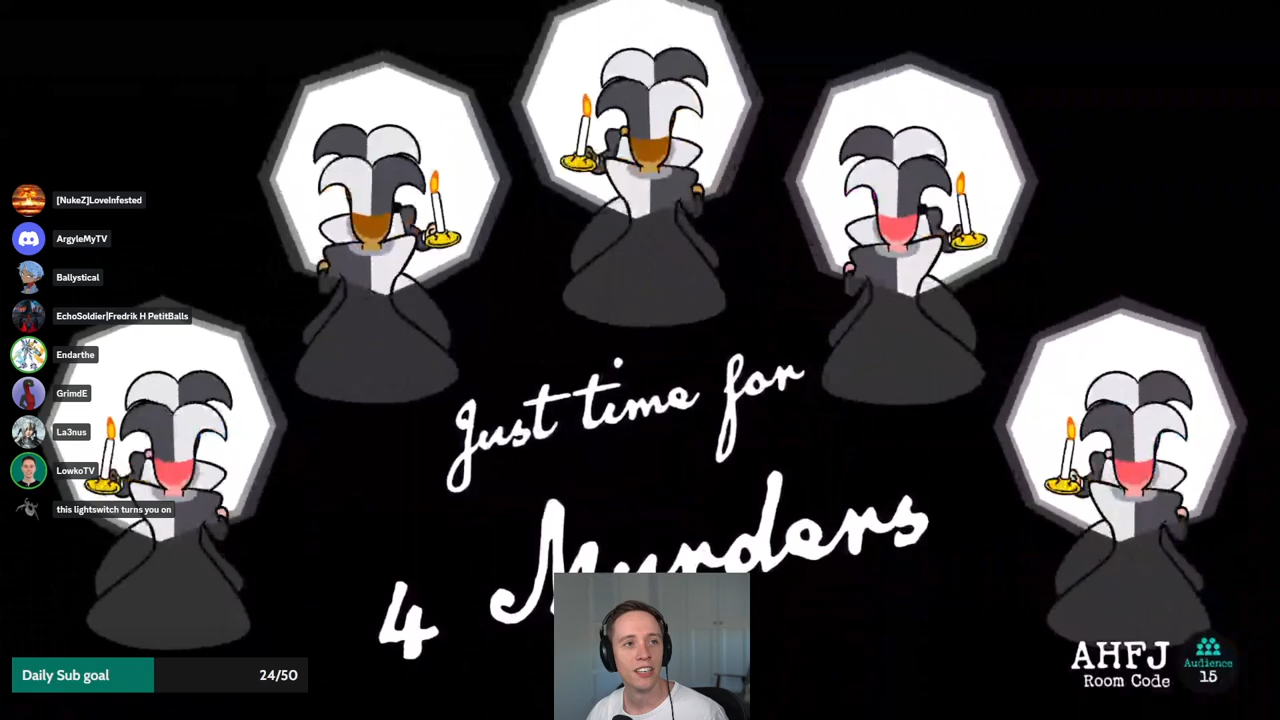 [NukeZ]LoveInfested
ArgyleMyTV
Ballystical
EchoSoldier|Fredrik H PetitBalls
Endarthe
GrimdE
La3nus
LowkoTV
this lightswitch turns you on
Just time for
4 Murders
Daily Sub goal
24/50
AHFJ
Room Code
Audience
15